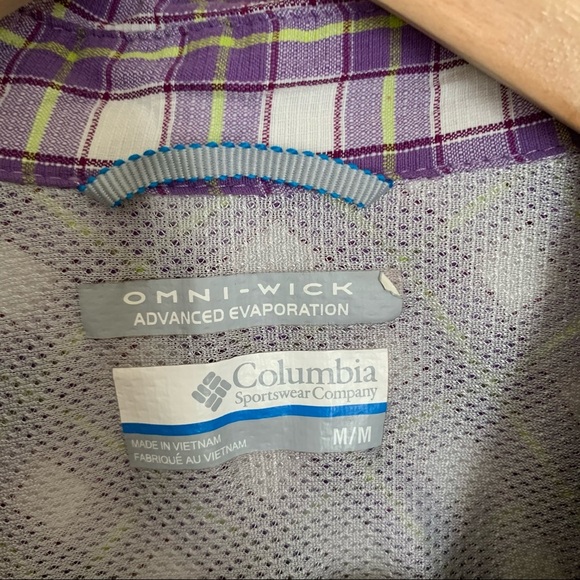 OMNI-WICK
ADVANCED EVAPORATION
Columbia
Sportswear Company
MADE IN VIETNAM
FABRIQUÉ AU VIETNAM
M/M